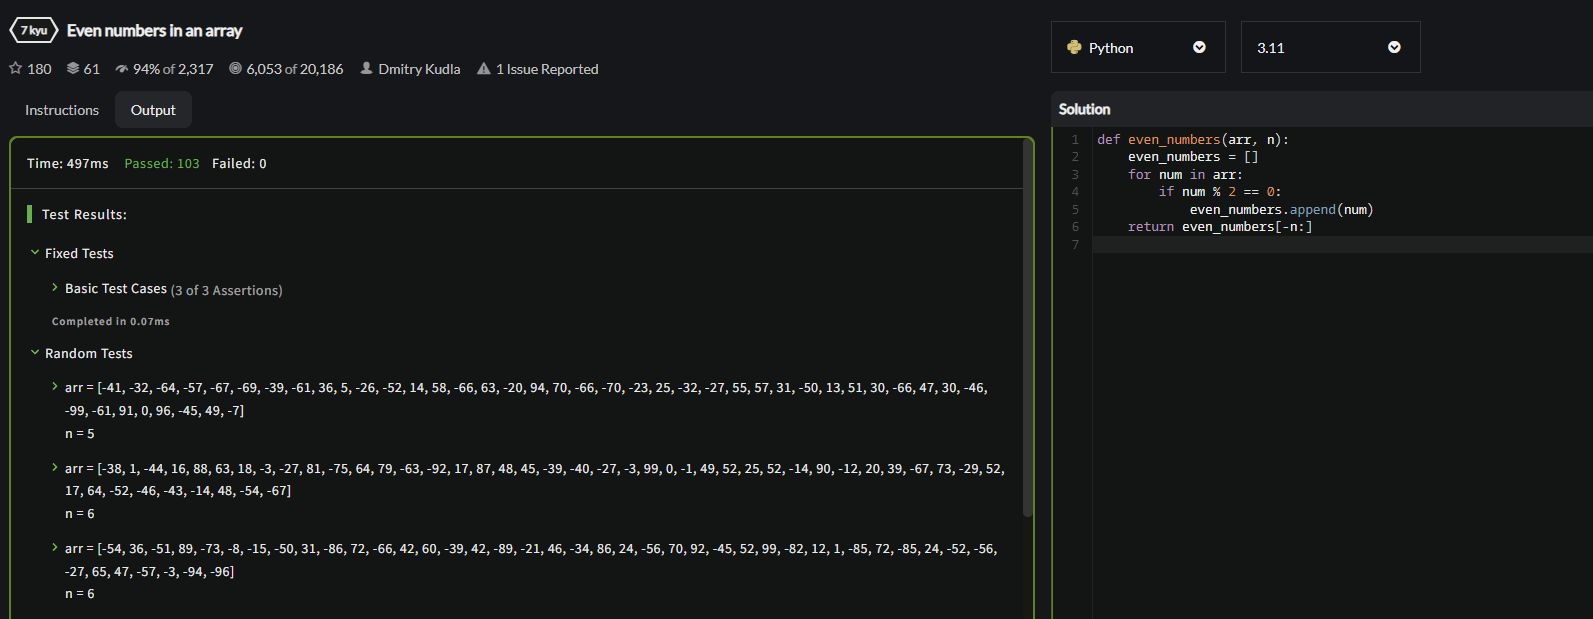 7 kyu Even numbers in an array
180 61 94% of 2,317 6,053 of 20,186 Dmitry Kudla 1 Issue Reported
Instructions Output
Time: 497ms Passed: 103 Failed: 0
Test Results:
Fixed Tests
Basic Test Cases (3 of 3 Assertions)
Completed in 0.07ms
Random Tests
arr = [-41, -32, -64, -57, -67, -69, -39, -61, 36, 5, -26, -52, 14, 58, -66, 63, -20, 94, 70, -66, -70, -23, 25, -32, -27, 55, 57, 31, -50, 13, 51, 30, -66, 47, 30, -46,
-99, -61, 91, 0, 96, -45, 49, -7]
n = 5
arr = [-38, 1, -44, 16, 88, 63, 18, -3, -27, 81, -75, 64, 79, -63, -92, 17, 87, 48, 45, -39, -40, -27, -3, 99, 0, -1, 49, 52, 25, 52, -14, 90, -12, 20, 39, -67, 73, -29, 52,
17, 64, -52, -46, -43, -14, 48, -54, -67]
n = 6
arr = [-54, 36, -51, 89, -73, -8, -15, -50, 31, -86, 72, -66, 42, 60, -39, 42, -89, -21, 46, -34, 86, 24, -56, 70, 92, -45, 52, 99, -82, 12, 1, -85, 72, -85, 24, -52, -56,
-27, 65, 47, -57, -3, -94, -96]
n = 6
Python 3.11
Solution
1 def even_numbers(arr, n):
2     even_numbers = []
3     for num in arr:
4         if num % 2 == 0:
5             even_numbers.append(num)
6     return even_numbers[-n:]
7